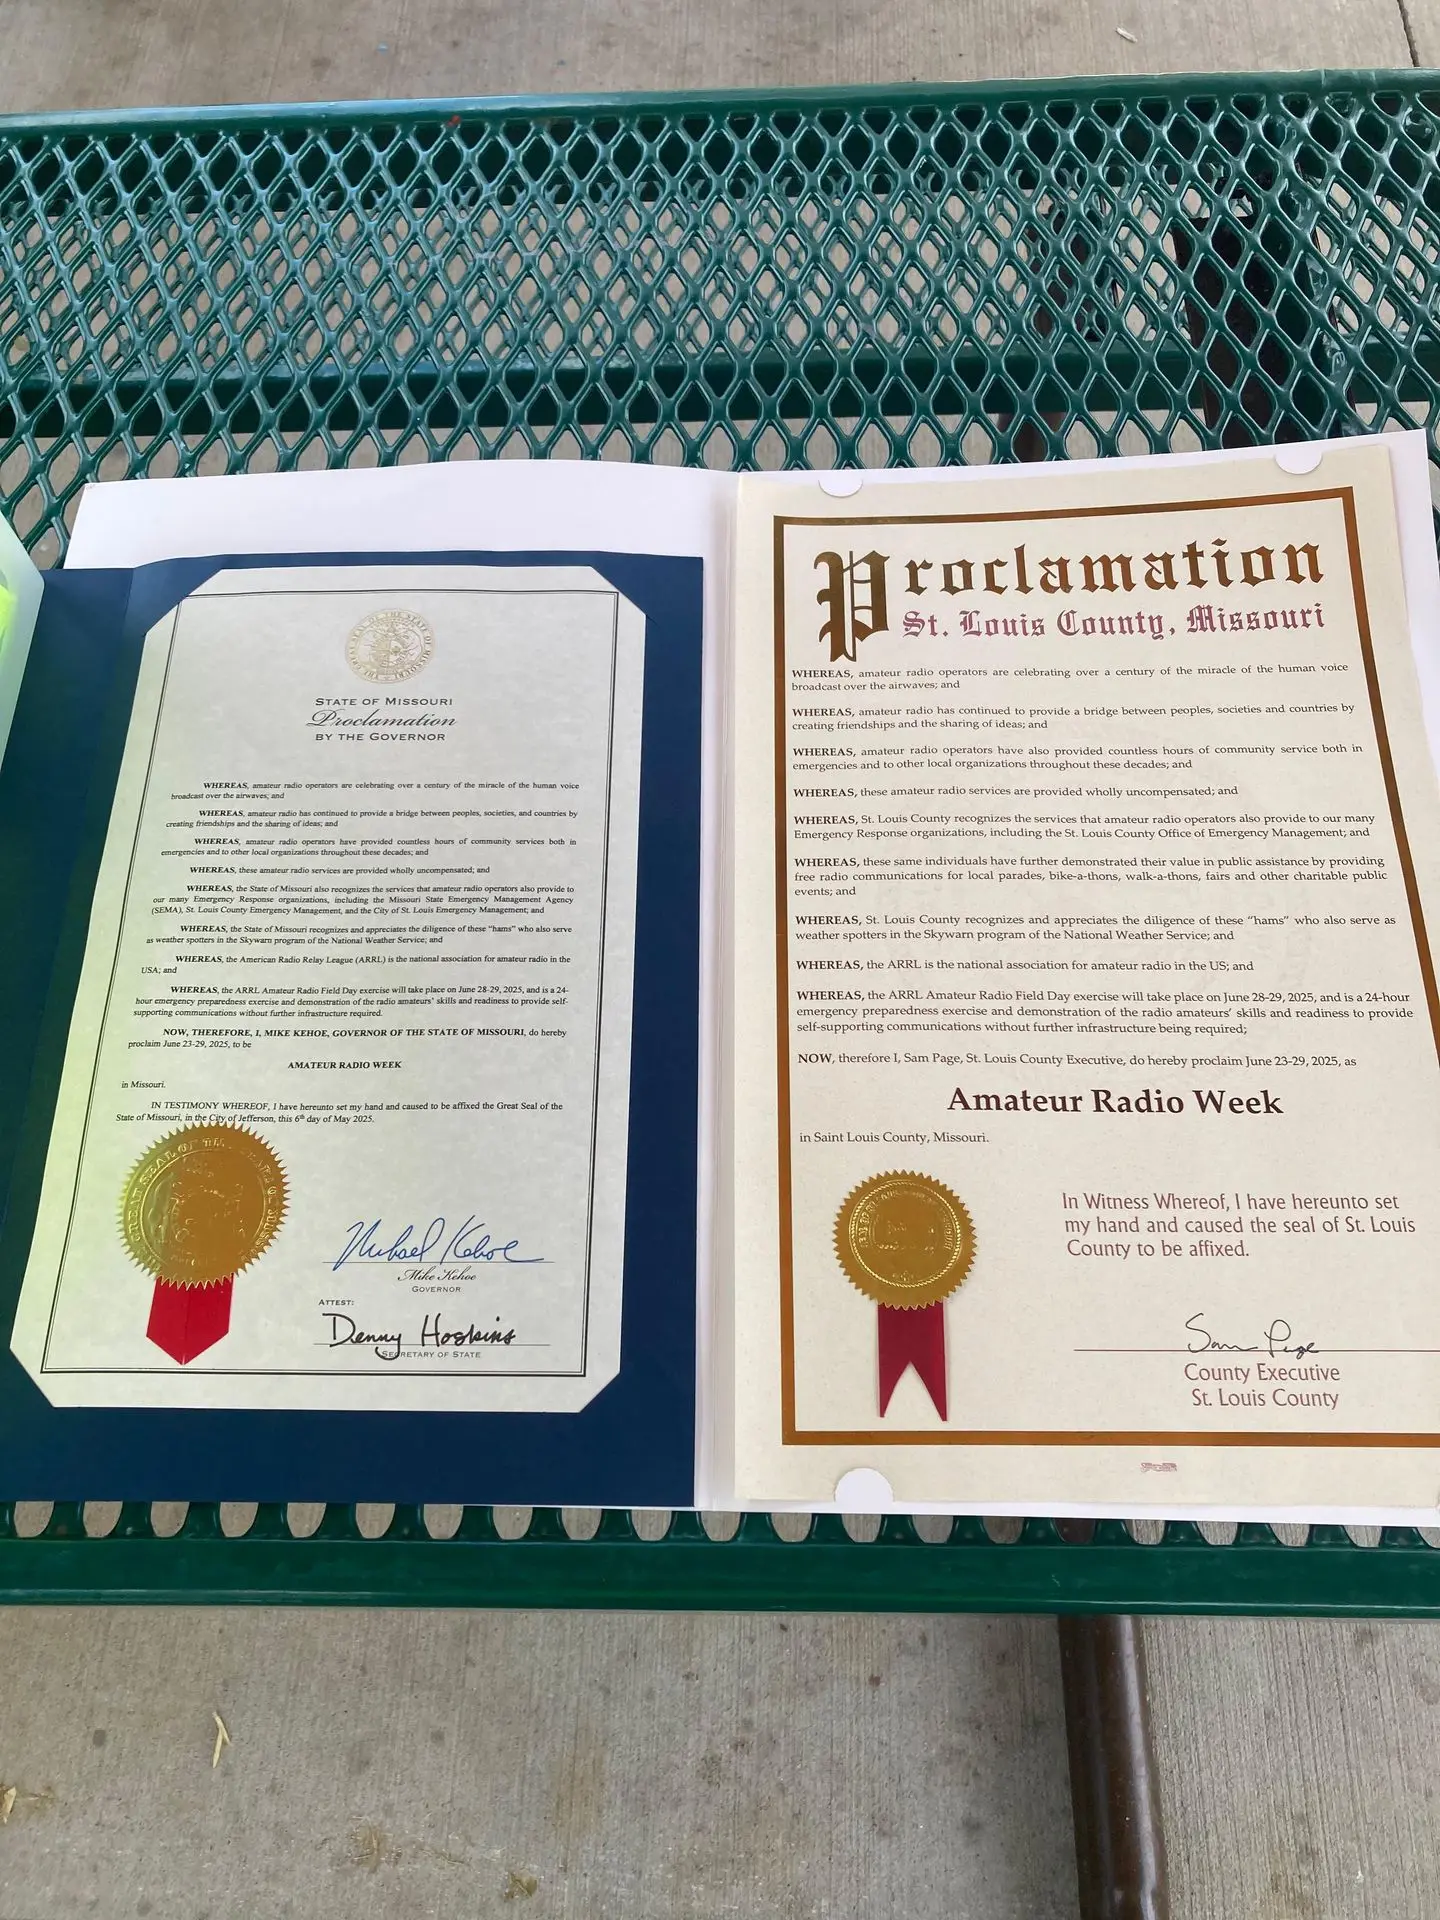 STATE OF MISSOURI
Proclamation
BY THE GOVERNOR
WHEREAS, amateur radio operators are celebrating over a century of the miracle of the human voice
broadcast over the airwaves; and
WHEREAS, amateur radio has continued to provide a bridge between peoples, societies, and countries by
creating friendships and the sharing of ideas; and
WHEREAS, amateur radio operators have provided countless hours of community services both in
emergencies and to other local organizations throughout these decades; and
WHEREAS, these amateur radio services are provided wholly uncompensated; and
WHEREAS, the State of Missouri also recognizes the services that amateur radio operators also provide to
our many Emergency Response organizations, including the Missouri State Emergency Management Agency
(SEMA), St. Louis County Emergency Management, and the City of St. Louis Emergency Management; and
WHEREAS, the State of Missouri recognizes and appreciates the diligence of these "hams" who also serve
as weather spotters in the Skywarn program of the National Weather Service; and
WHEREAS, the American Radio Relay League (ARRL) is the national association for amateur radio in the
USA; and
WHEREAS, the ARRL Amateur Radio Field Day exercise will take place on June 28-29, 2025, and is a 24-
hour emergency preparedness exercise and demonstration of the radio amateurs' skills and readiness to provide self-
supporting communications without further infrastructure required.
NOW, THEREFORE, I, MIKE KEHOE, GOVERNOR OF THE STATE OF MISSOURI, do hereby
proclaim June 23-29, 2025, to be
AMATEUR RADIO WEEK
in Missouri.
IN TESTIMONY WHEREOF, I have hereunto set my hand and caused to be affixed the Great Seal of the
State of Missouri, in the City of Jefferson, this 6th day of May 2025.
Michael Kehoe
Mike Kehoe
GOVERNOR
ATTEST:
Denny Hoskins
SECRETARY OF STATE
Proclamation
St. Louis County, Missouri
WHEREAS, amateur radio operators are celebrating over a century of the miracle of the human voice
broadcast over the airwaves; and
WHEREAS, amateur radio has continued to provide a bridge between peoples, societies and countries by
creating friendships and the sharing of ideas; and
WHEREAS, amateur radio operators have also provided countless hours of community service both in
emergencies and to other local organizations throughout these decades; and
WHEREAS, these amateur radio services are provided wholly uncompensated; and
WHEREAS, St. Louis County recognizes the services that amateur radio operators also provide to our many
Emergency Response organizations, including the St. Louis County Office of Emergency Management; and
WHEREAS, these same individuals have further demonstrated their value in public assistance by providing
free radio communications for local parades, bike-a-thons, walk-a-thons, fairs and other charitable public
events; and
WHEREAS, St. Louis County recognizes and appreciates the diligence of these "hams" who also serve as
weather spotters in the Skywarn program of the National Weather Service; and
WHEREAS, the ARRL is the national association for amateur radio in the US; and
WHEREAS, the ARRL Amateur Radio Field Day exercise will take place on June 28-29, 2025, and is a 24-hour
emergency preparedness exercise and demonstration of the radio amateurs' skills and readiness to provide
self-supporting communications without further infrastructure being required;
NOW, therefore I, Sam Page, St. Louis County Executive, do hereby proclaim June 23-29, 2025, as
Amateur Radio Week
in Saint Louis County, Missouri.
In Witness Whereof, I have hereunto set
my hand and caused the seal of St. Louis
County to be affixed.
Sam Page
County Executive
St. Louis County